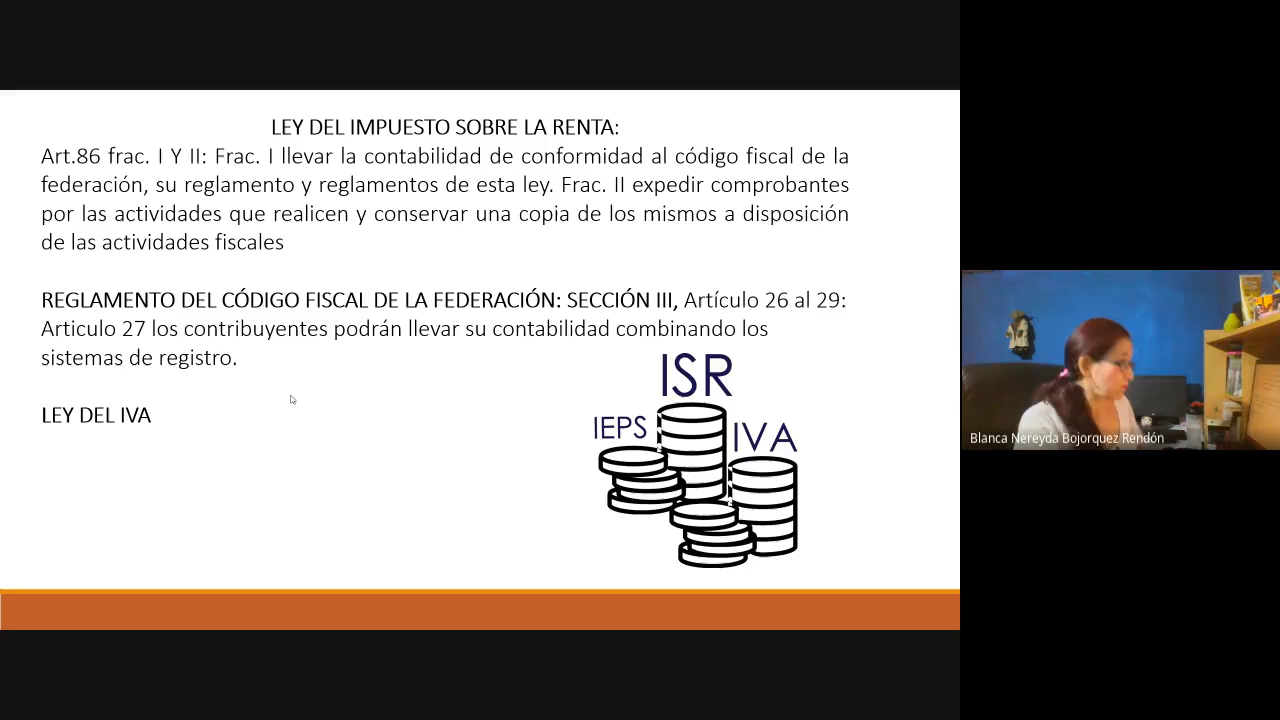 LEY DEL IMPUESTO SOBRE LA RENTA:
Art.86 frac. I Y II: Frac. I llevar la contabilidad de conformidad al código fiscal de la
federación, su reglamento y reglamentos de esta ley. Frac. II expedir comprobantes
por las actividades que realicen y conservar una copia de los mismos a disposición
de las actividades fiscales
REGLAMENTO DEL CÓDIGO FISCAL DE LA FEDERACIÓN: SECCIÓN III, Artículo 26 al 29:
Articulo 27 los contribuyentes podrán llevar su contabilidad combinando los
sistemas de registro.
LEY DEL IVA
ISR
IEPS
IVA
Blanca Nereyda Bojorquez Rendón